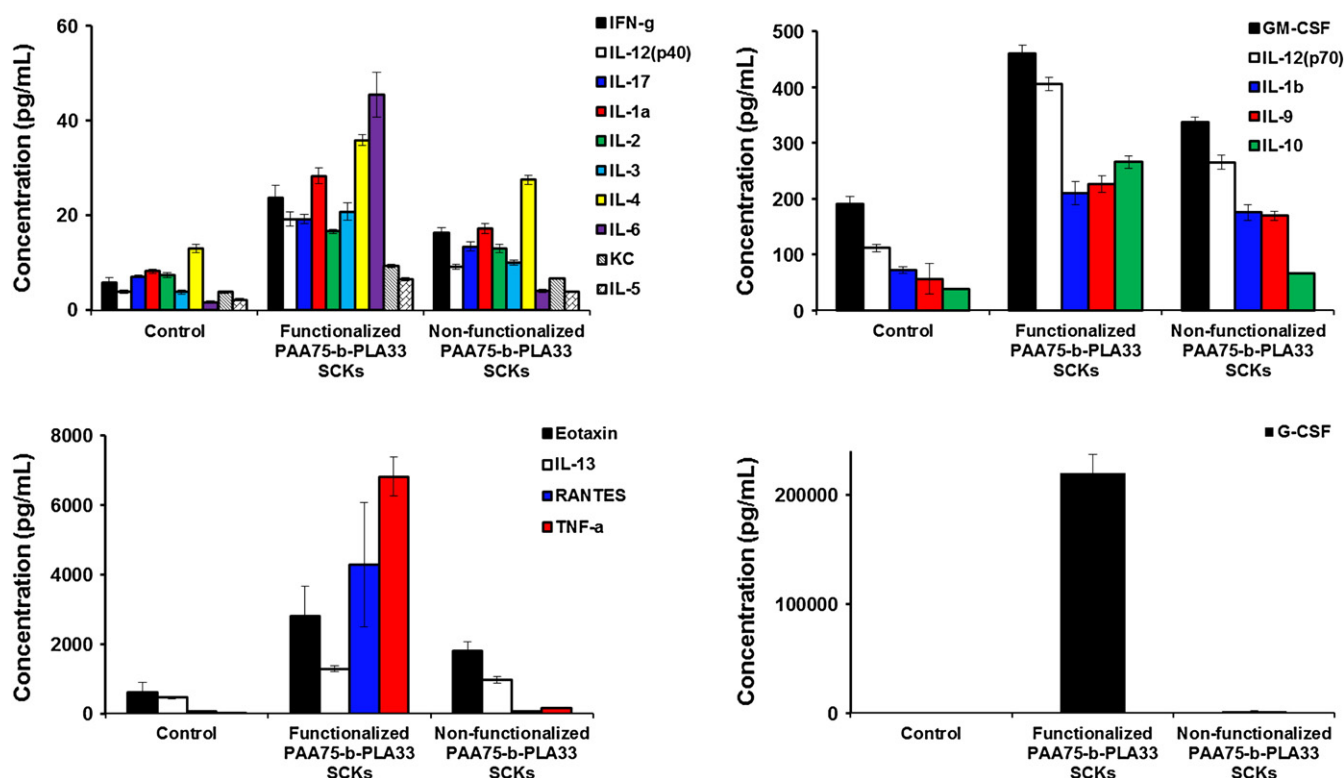 Concentration (pg/mL)
60
40
20
0
IFN-g
IL-12(p40)
IL-17
IL-1a
IL-2
IL-3
IL-4
IL-6
KC
IL-5
Control
Functionalized
PAA75-b-PLA33
SCKs
Non-functionalized
PAA75-b-PLA33
SCKs
Concentration (pg/mL)
500
400
300
200
100
0
GM-CSF
IL-12(p70)
IL-1b
IL-9
IL-10
Control
Functionalized
PAA75-b-PLA33
SCKs
Non-functionalized
PAA75-b-PLA33
SCKs
Concentration (pg/mL)
8000
6000
4000
2000
0
Eotaxin
IL-13
RANTES
TNF-a
Control
Functionalized
PAA75-b-PLA33
SCKs
Non-functionalized
PAA75-b-PLA33
SCKs
Concentration (pg/mL)
200000
100000
0
G-CSF
Control
Functionalized
PAA75-b-PLA33
SCKs
Non-functionalized
PAA75-b-PLA33
SCKs